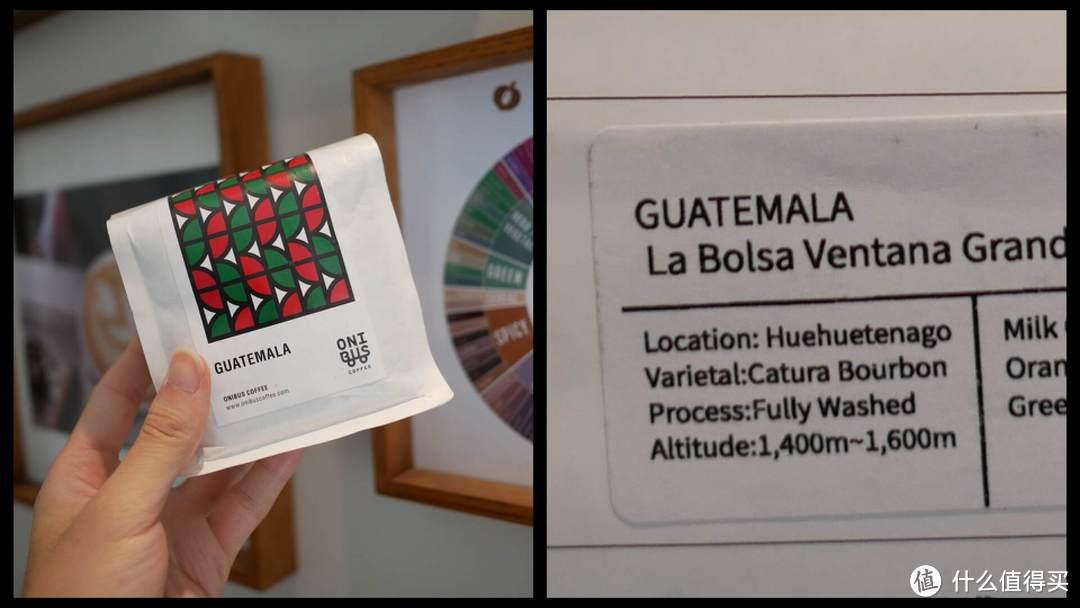 GUATEMALA
ONIBUS COFFEE
www.onibuscoffee.com
ONI
BUS
COFFEE
GREEN
SPICY
GUATEMALA
La Bolsa Ventana Grand
Location: Huehuetenago
Varietal:Catura Bourbon
Process:Fully Washed
Altitude:1,400m~1,600m
Milk
Oran
Gree
值 什么值得买